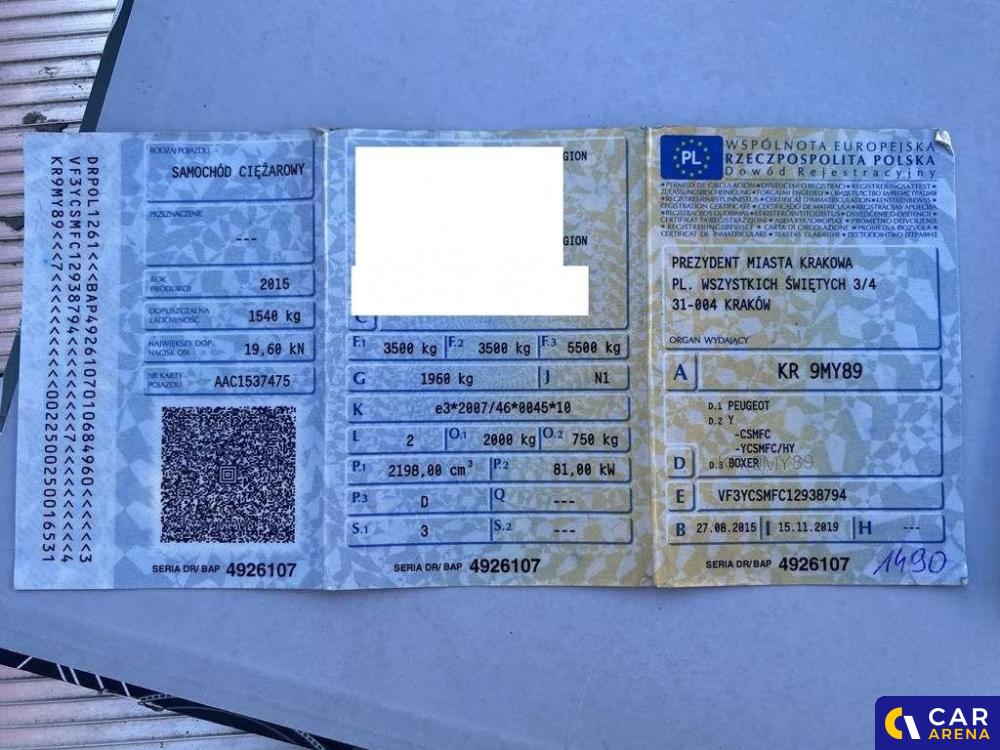 DRPOL1261<<<BAP49261070106849 60<<<<<<3
VF3YCSMFC12938794<<<<<<<7<<<<<<<<<<4
KR9MY89<<<7<<<<<<<<<<<0022500250016531
RODZAJ POJAZDU
SAMOCHÓD CIĘŻAROWY
PRZEZNACZENIE
---
ROK PRODUKCJI 2015
DOPUSZCZALNA ŁADOWNOŚĆ 1540 kg
NAJWIĘKSZY DOP. NACISK OSI 19,60 kN
NR KARTY POJAZDU AAC1537475
SERIA DR/BAP 4926107
GION
GION
C
F.1 3500 kg F.2 3500 kg F.3 5500 kg
G 1960 kg J N1
K e3*2007/46*0045*10
L 2 O.1 2000 kg O.2 750 kg
P.1 2198,00 cm³ P.2 81,00 kW
P.3 D Q ---
S.1 3 S.2 ---
SERIA DR/BAP 4926107
PL
WSPÓLNOTA EUROPEJSKA
RZECZPOSPOLITA POLSKA
Dowód Rejestracyjny
PREZYDENT MIASTA KRAKOWA
PL. WSZYSTKICH ŚWIĘTYCH 3/4
31-004 KRAKÓW
ORGAN WYDAJĄCY
A KR 9MY89
D.1 PEUGEOT
D.2 Y
-CSMFC
-YCSMFC/HY
D D.3 BOXER
E VF3YCSMFC12938794
B 27.08.2015 I 15.11.2019 H ---
SERIA DR/BAP 4926107
1490
CAR
ARENA